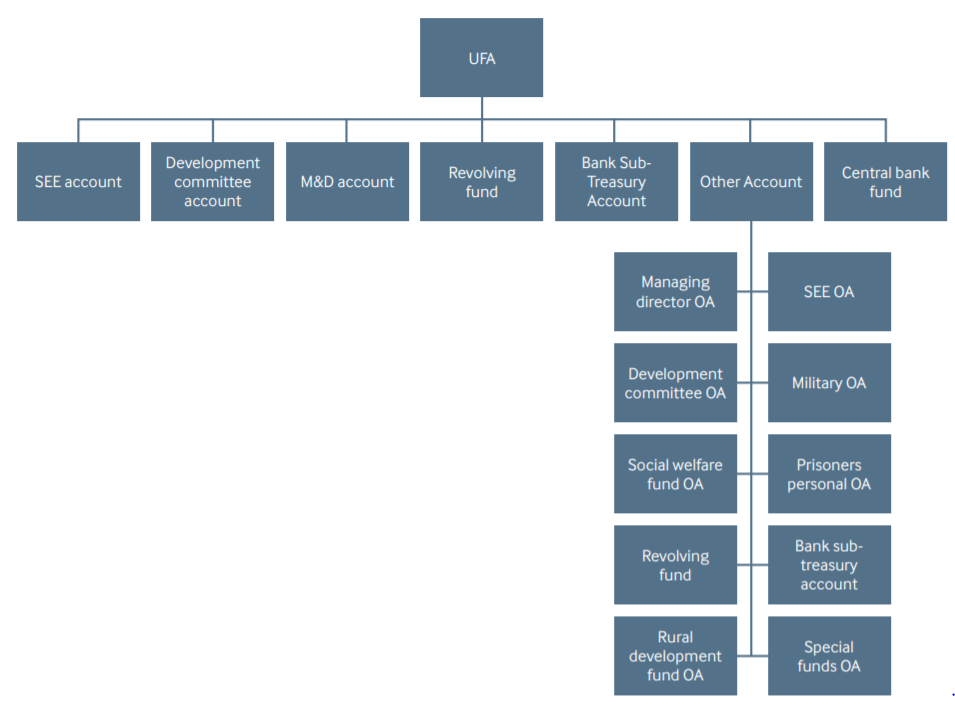 UFA
SEE account
Development
committee
account
M&D account
Revolving
fund
Bank Sub-
Treasury
Account
Other Account
Central bank
fund
Managing
director OA
SEE OA
Development
committee OA
Military OA
Social welfare
fund OA
Prisoners
personal OA
Revolving
fund
Bank sub-
treasury
account
Rural
development
fund OA
Special
funds OA
.